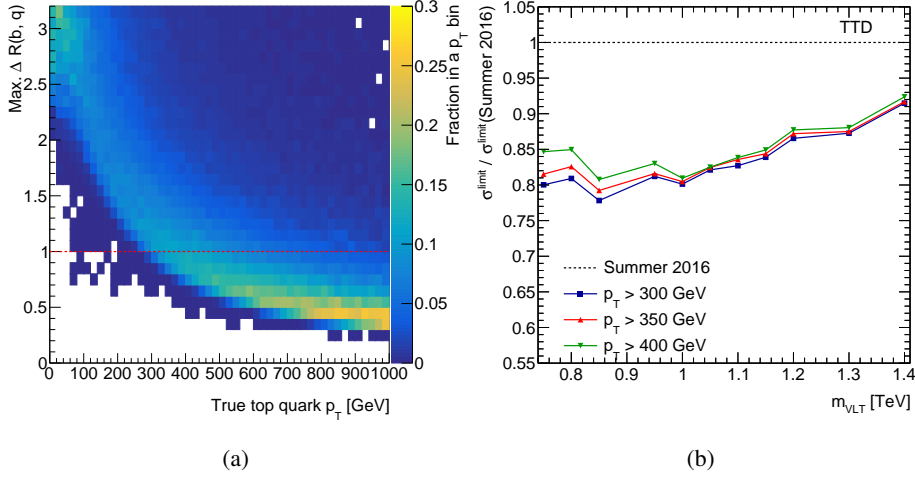 Max. Δ R(b, q)
3
2.5
2
1.5
1
0.5
0
0 100 200 300 400 500 600 700 800 900 1000
True top quark p_T [GeV]
0.3
0.25
0.2
0.15
0.1
0.05
0
Fraction in a p_T bin
(a)
σ^limit / σ^limit(Summer 2016)
1
0.95
0.9
0.85
0.8
0.75
0.7
0.65
0.6
0.55
TTD
Summer 2016
p_T > 300 GeV
p_T > 350 GeV
p_T > 400 GeV
0.8 0.9 1 1.1 1.2 1.3 1.4
m_VLT [TeV]
(b)